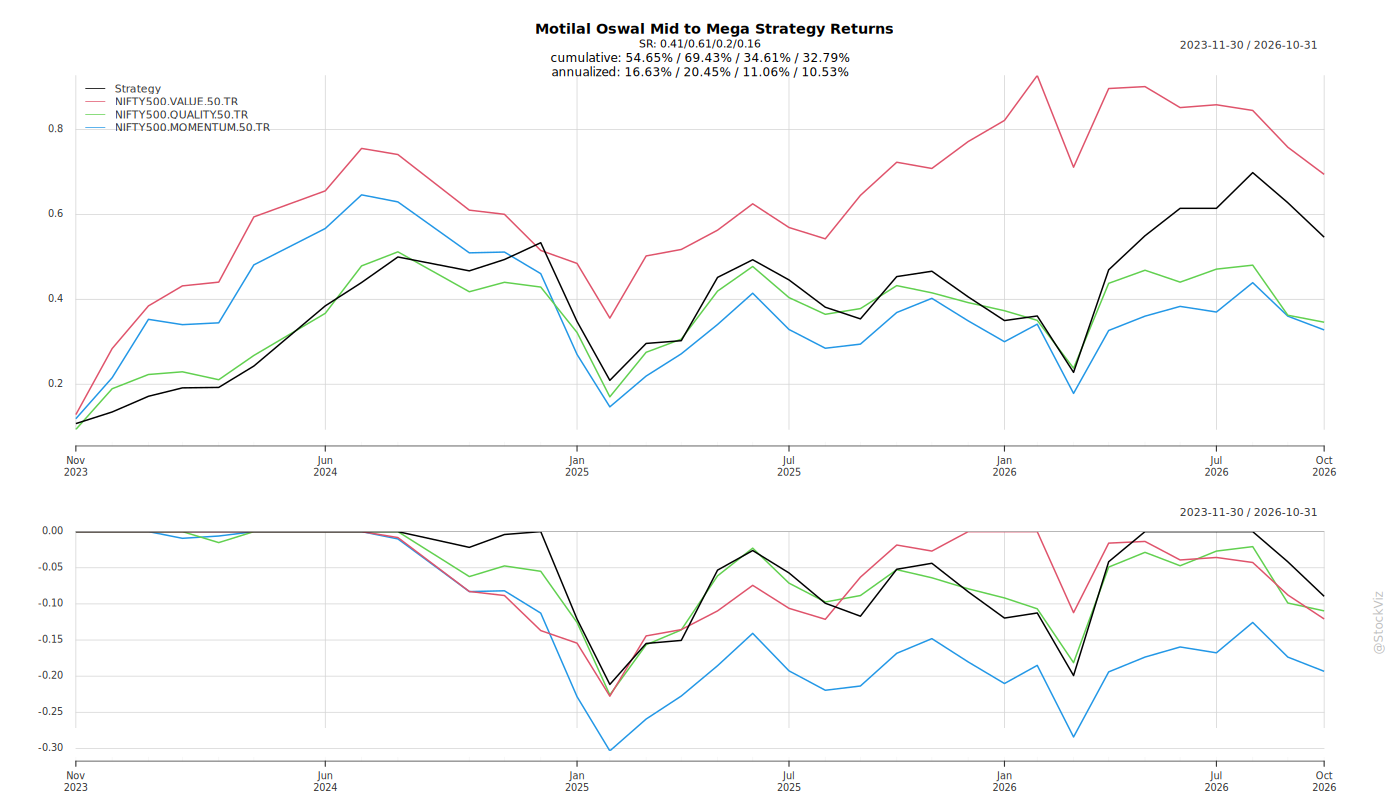 Motilal Oswal Mid to Mega Strategy Returns
SR: 0.41/0.61/0.2/0.16
cumulative: 54.65% / 69.43% / 34.61% / 32.79%
annualized: 16.63% / 20.45% / 11.06% / 10.53%
2023-11-30 / 2026-10-31
Strategy
NIFTY500.VALUE.50.TR
NIFTY500.QUALITY.50.TR
NIFTY500.MOMENTUM.50.TR
0.8
0.6
0.4
0.2
Nov Jun Jan Jul Jan Jul Oct
2023 2024 2025 2025 2026 2026 2026
2023-11-30 / 2026-10-31
0.00
-0.05
-0.10
-0.15
-0.20
-0.25
-0.30
Nov Jun Jan Jul Jan Jul Oct
2023 2024 2025 2025 2026 2026 2026
@StockViz